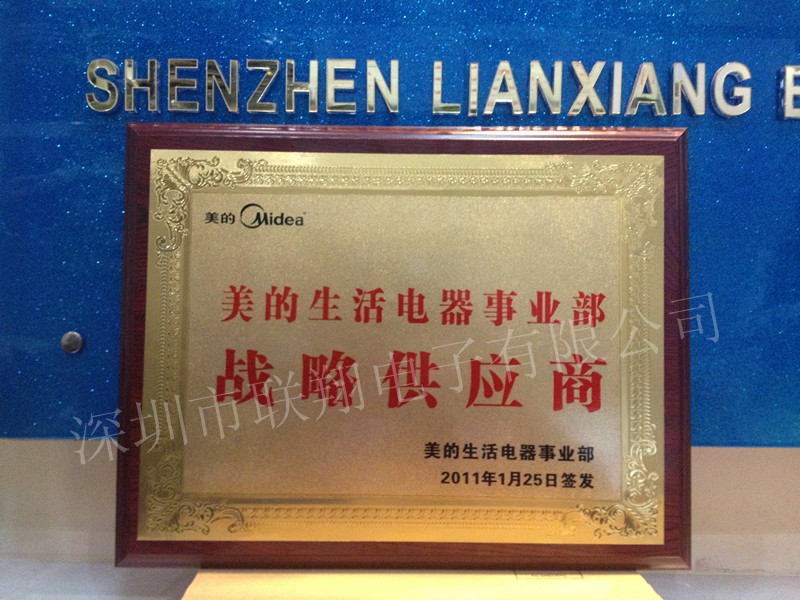 SHENZHEN LIANXIANG E
美的 Midea
美的生活电器事业部
战略供应商
深圳市联翔电子有限公司
美的生活电器事业部
2011年1月25日签发